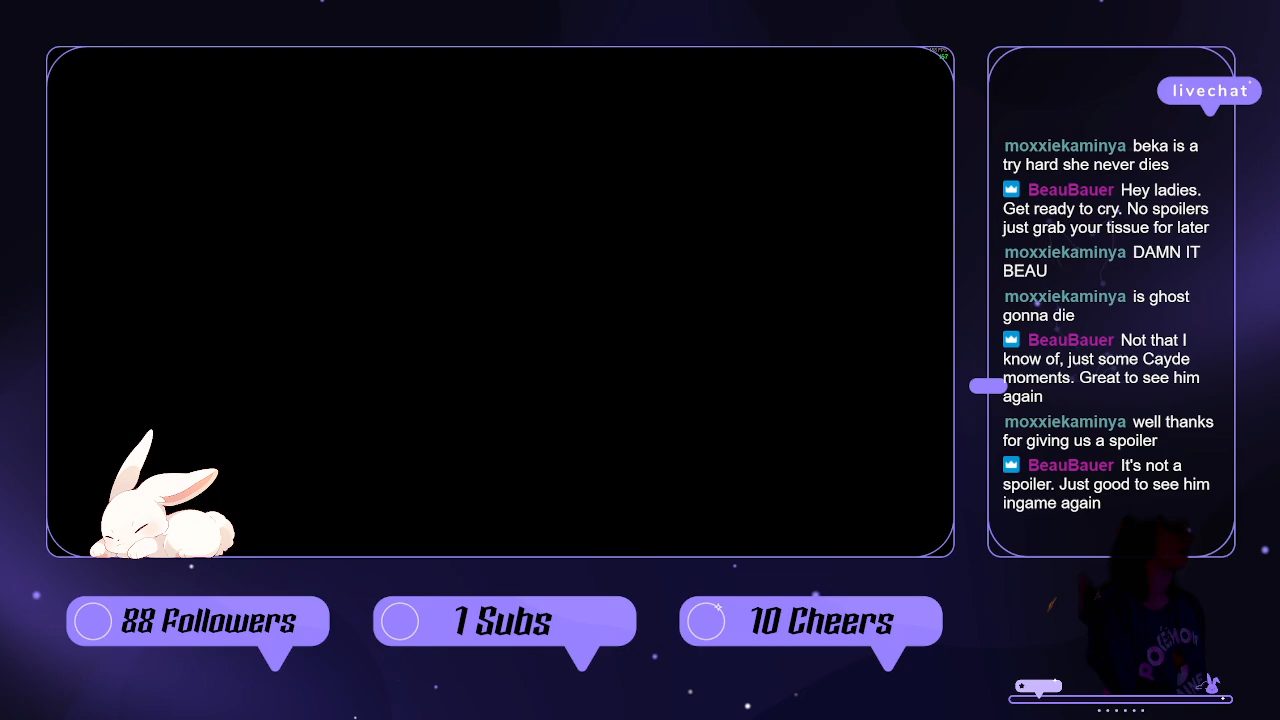 livechat
moxxiekaminya beka is a
try hard she never dies
BeauBauer Hey ladies.
Get ready to cry. No spoilers
just grab your tissue for later
moxxiekaminya DAMN IT
BEAU
moxxiekaminya is ghost
gonna die
BeauBauer Not that I
know of, just some Cayde
moments. Great to see him
again
moxxiekaminya well thanks
for giving us a spoiler
BeauBauer It's not a
spoiler. Just good to see him
ingame again
88 Followers
1 Subs
10 Cheers
POKÉMON